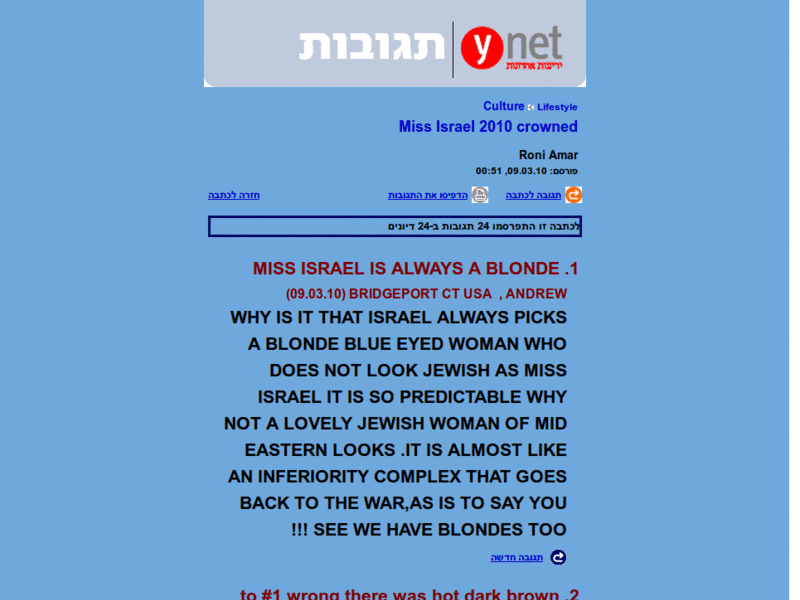 תגובות
ynet
ידיעות אחרונות
Culture Lifestyle
Miss Israel 2010 crowned
Roni Amar
פורסם: 09.03.10, 00:51
תגובה לכתבה הדפיסו את התגובות חזרה לכתבה
לכתבה זו התפרסמו 24 תגובות ב-24 דיונים
1. MISS ISRAEL IS ALWAYS A BLONDE
ANDREW , BRIDGEPORT CT USA (09.03.10)
WHY IS IT THAT ISRAEL ALWAYS PICKS
A BLONDE BLUE EYED WOMAN WHO
DOES NOT LOOK JEWISH AS MISS
ISRAEL IT IS SO PREDICTABLE WHY
NOT A LOVELY JEWISH WOMAN OF MID
EASTERN LOOKS .IT IS ALMOST LIKE
AN INFERIORITY COMPLEX THAT GOES
BACK TO THE WAR,AS IS TO SAY YOU
SEE WE HAVE BLONDES TOO !!!
תגובה חדשה
2. to #1 wrong there was hot dark brown